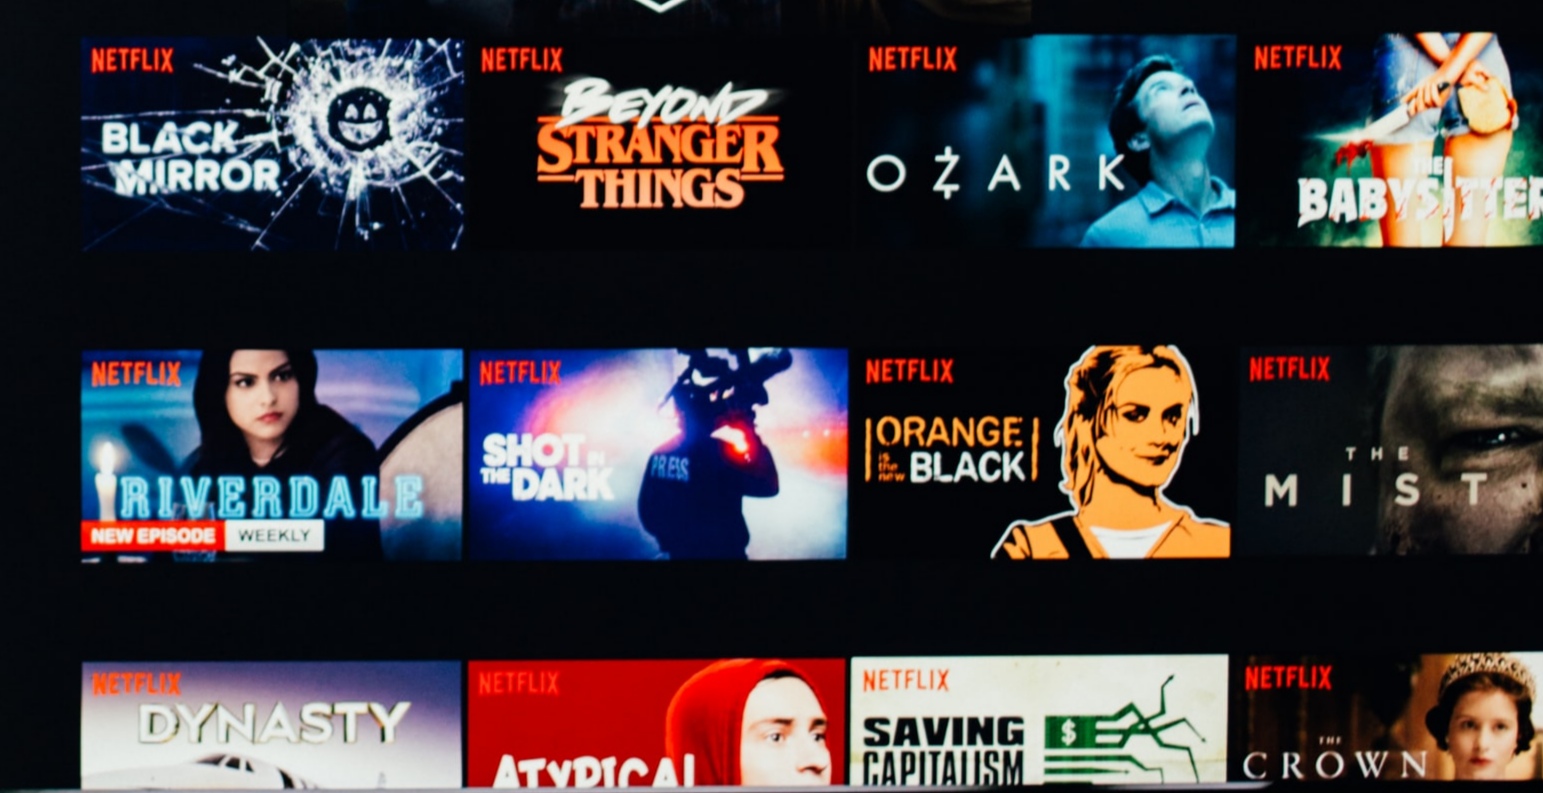 NETFLIX
BLACK
MIRROR
NETFLIX
BEYOND
STRANGER
THINGS
NETFLIX
OZARK
NETFLIX
THE
BABYSITTER
NETFLIX
RIVERDALE
NEW EPISODE WEEKLY
NETFLIX
SHOT IN
THE DARK
PRESS
NETFLIX
ORANGE
is the new BLACK
NETFLIX
THE
MIST
NETFLIX
DYNASTY
NETFLIX
ATYPICAL
NETFLIX
SAVING
CAPITALISM
$
NETFLIX
THE
CROWN